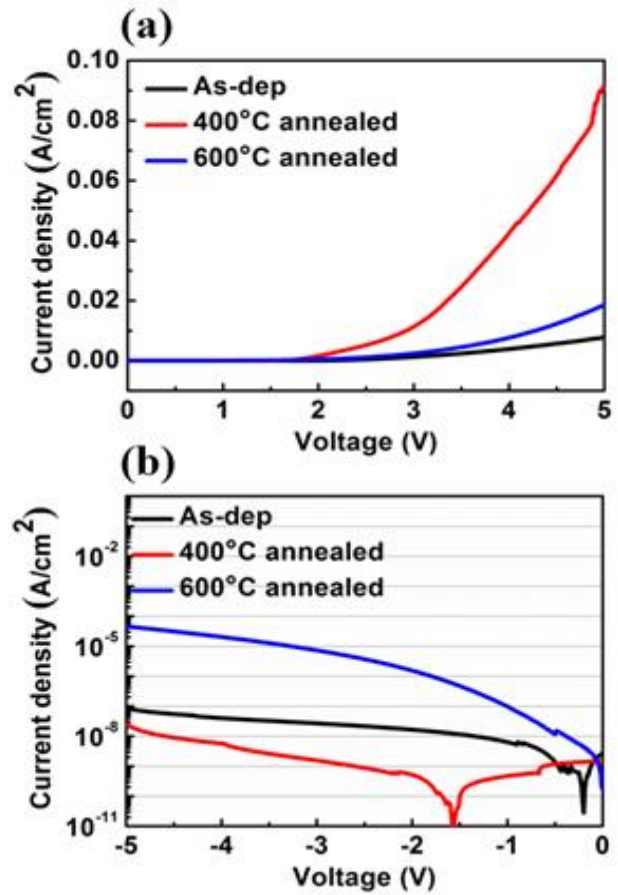 (a)
0.10
0.08
0.06
0.04
0.02
0.00
Current density (A/cm²)
As-dep
400°C annealed
600°C annealed
0 1 2 3 4 5
Voltage (V)
(b)
10⁻²
10⁻⁵
10⁻⁸
10⁻¹¹
Current density (A/cm²)
As-dep
400°C annealed
600°C annealed
-5 -4 -3 -2 -1 0
Voltage (V)